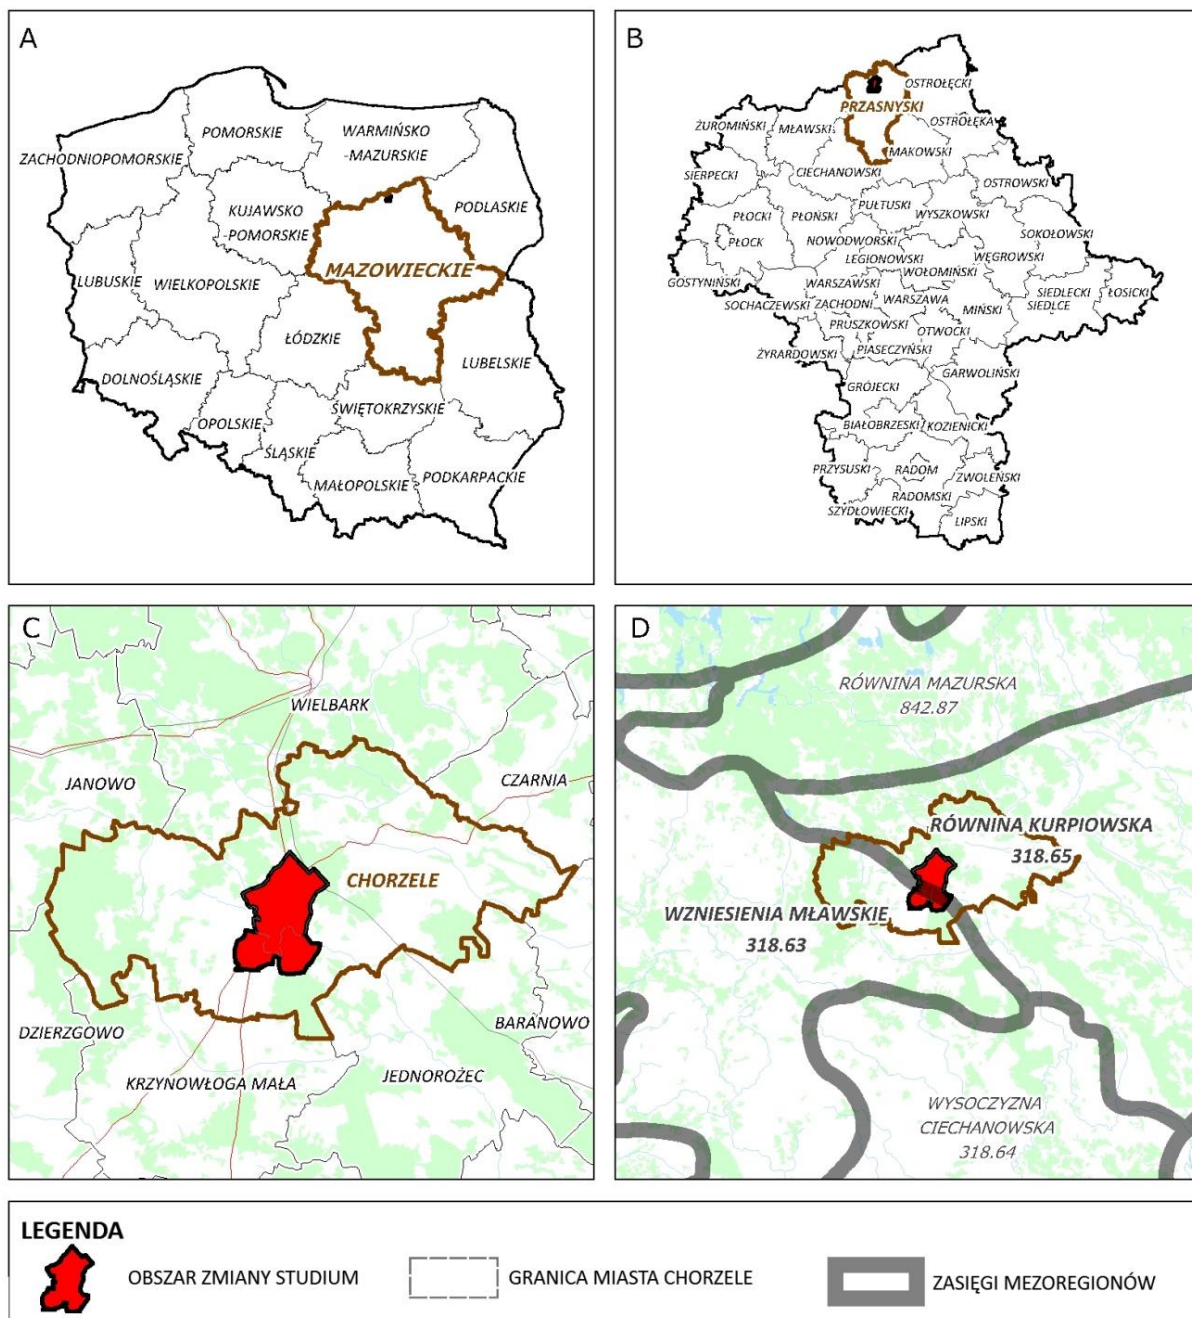 A
POMORSKIE
WARMIŃSKO
-MAZURSKIE
ZACHODNIOPOMORSKIE
KUJAWSKO
-POMORSKIE
PODLASKIE
MAZOWIECKIE
LUBUSKIE
WIELKOPOLSKIE
ŁÓDZKIE
LUBELSKIE
DOLNOŚLĄSKIE
OPOLSKIE
ŚWIĘTOKRZYSKIE
ŚLĄSKIE
MAŁOPOLSKIE
PODKARPACKIE
B
OSTROŁĘCKI
PRZASNYSKI
ŻUROMIŃSKI
MŁAWSKI
OSTROŁĘKA
MAKOWSKI
SIERPECKI
CIECHANOWSKI
OSTROWSKI
PŁOCKI
PŁOŃSKI
PUŁTUSKI
WYSZKOWSKI
SOKOŁOWSKI
PŁOCK
NOWODWORSKI
LEGIONOWSKI
WĘGROWSKI
GOSTYNIŃSKI
WOŁOMIŃSKI
SOCHACZEWSKI
WARSZAWSKI
ZACHODNI
WARSZAWA
MIŃSKI
SIEDLECKI
SIEDLCE
ŁOSICKI
PRUSZKOWSKI
OTWOCKI
ŻYRARDOWSKI
PIASECZYŃSKI
GRÓJECKI
GARWOLIŃSKI
BIAŁOBRZESKI
KOZIENICKI
PRZYSUSKI
RADOM
ZWOLEŃSKI
RADOMSKI
SZYDŁOWIECKI
LIPSKI
C
WIELBARK
JANOWO
CZARNIA
CHORZELE
DZIERZGOWO
BARANOWO
KRZYNOWŁOGA MAŁA
JEDNOROŻEC
D
RÓWNINA MAZURSKA
842.87
RÓWNINA KURPIOWSKA
318.65
WZNIESIENIA MŁAWSKIE
318.63
WYSOCZYZNA
CIECHANOWSKA
318.64
LEGENDA
OBSZAR ZMIANY STUDIUM
GRANICA MIASTA CHORZELE
ZASIĘGI MEZOREGIONÓW